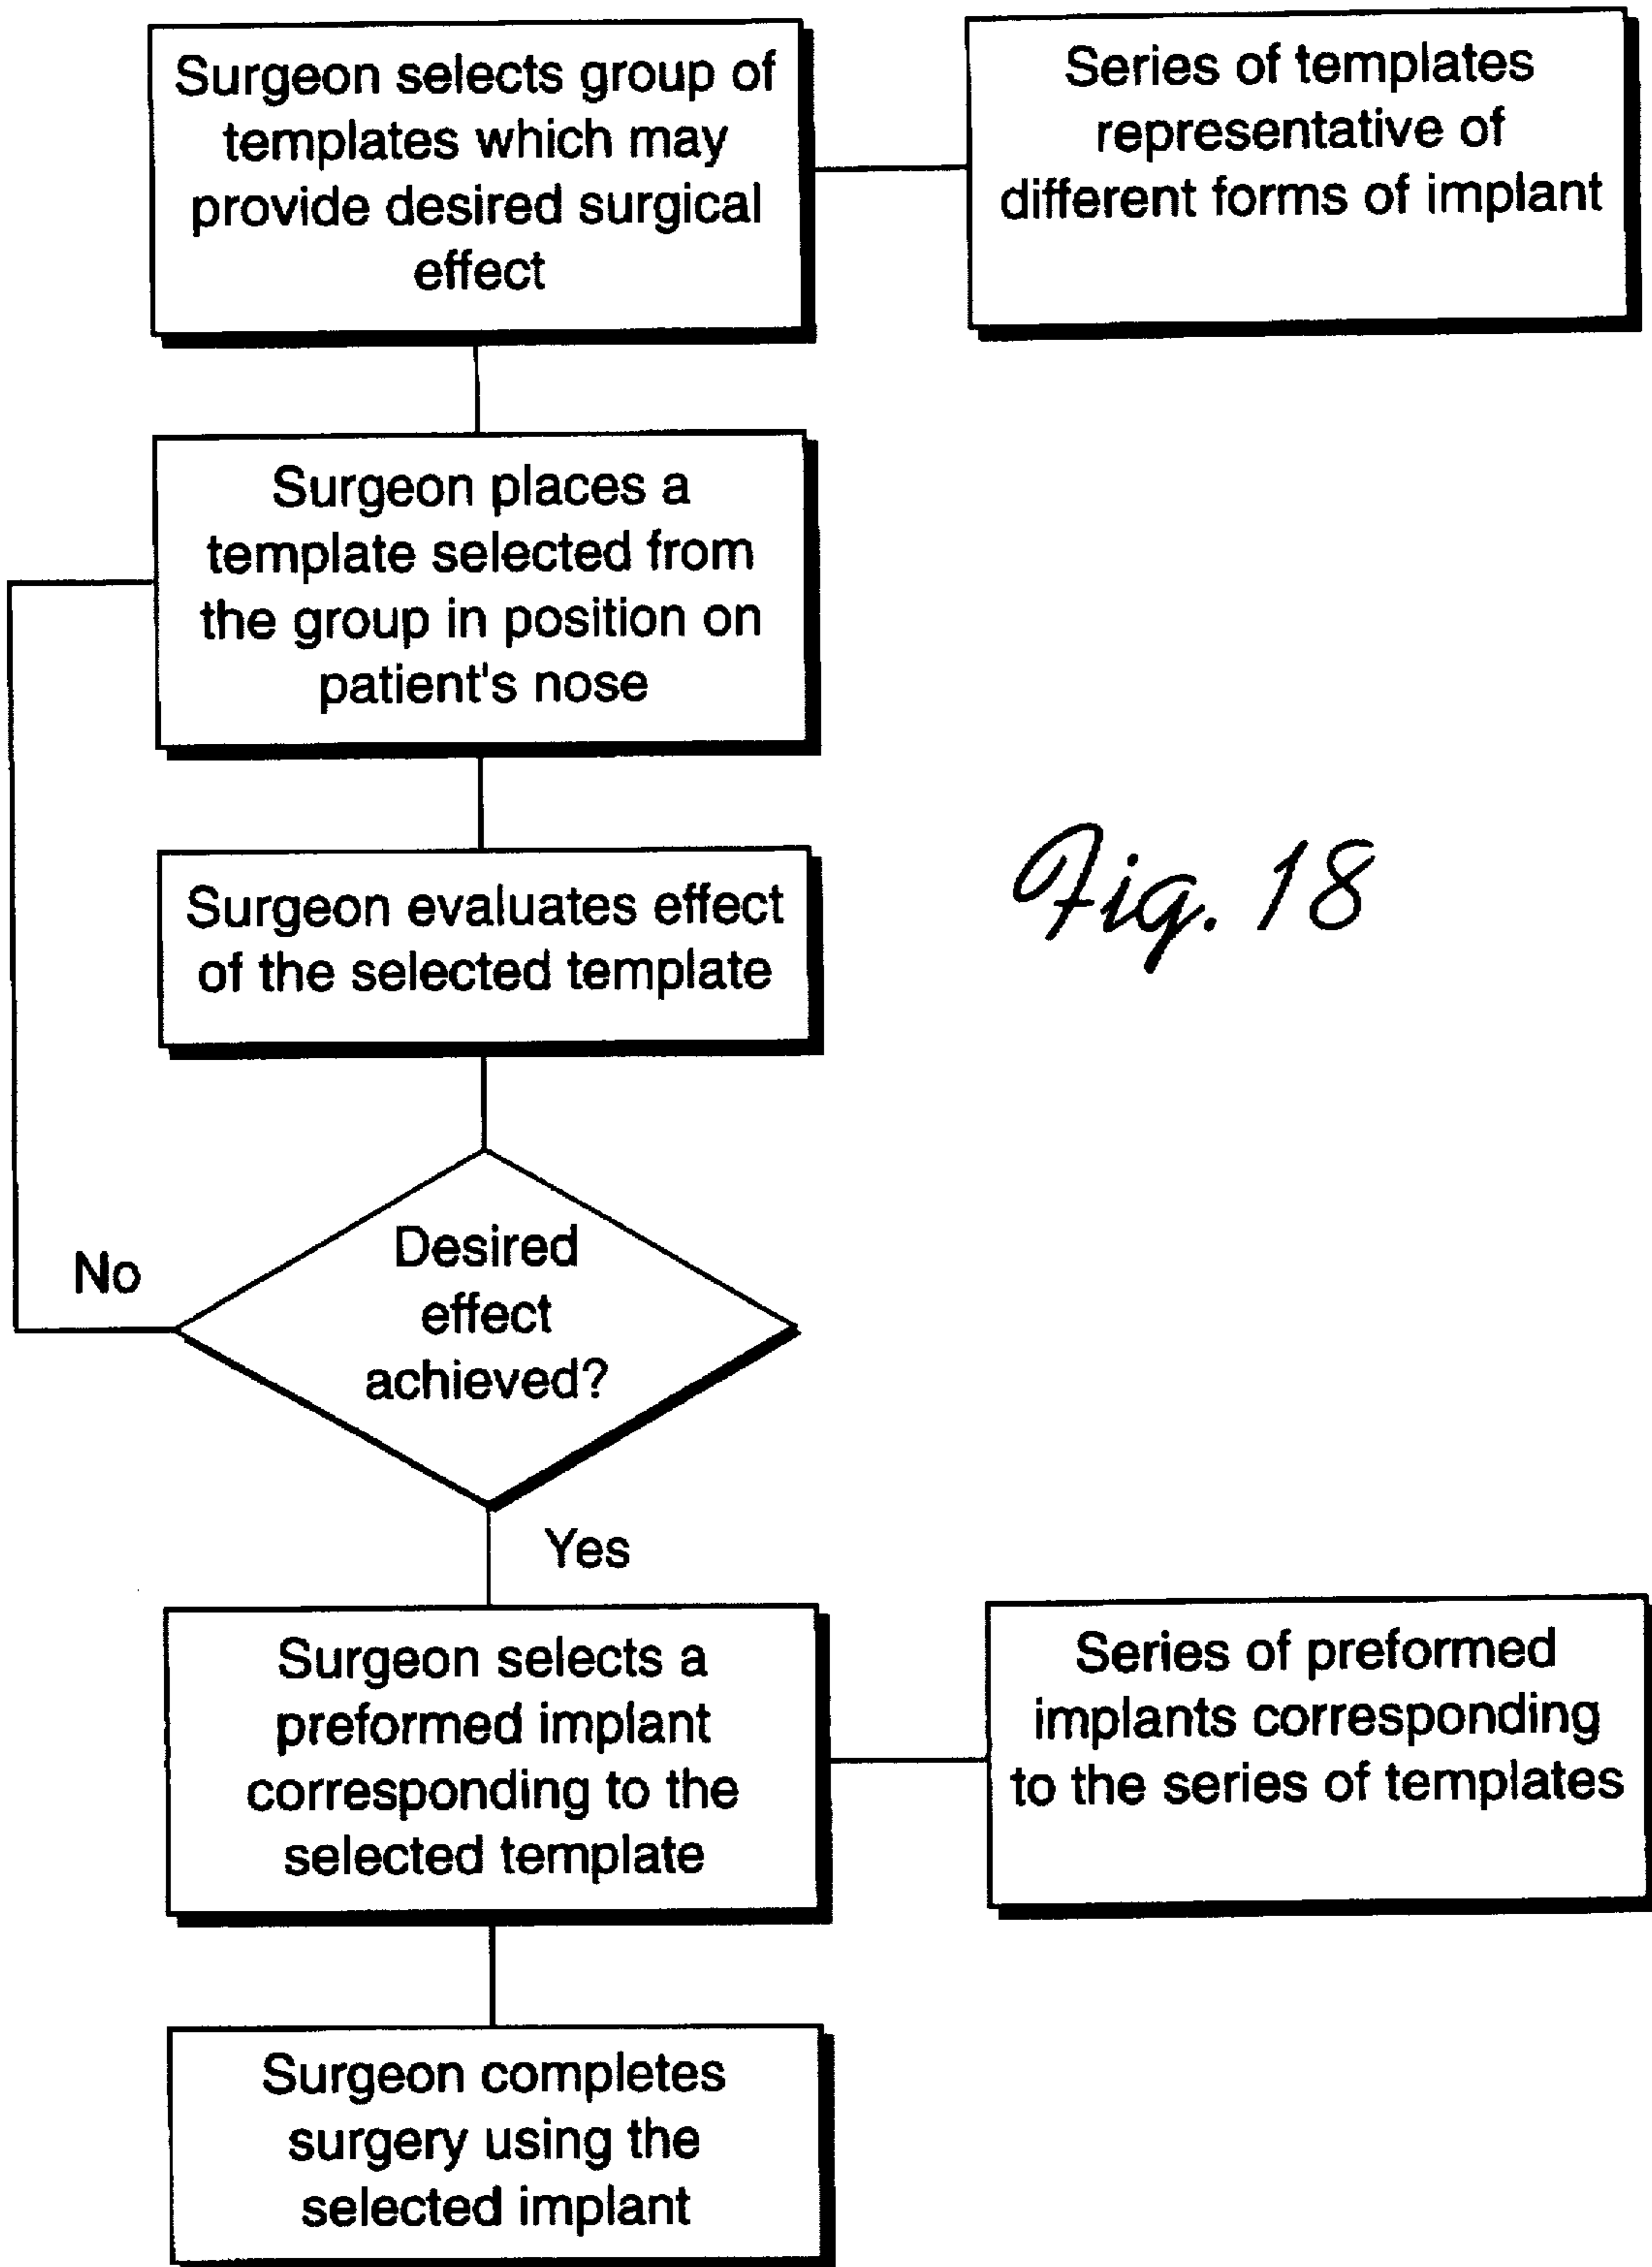 Surgeon selects group of
templates which may
provide desired surgical
effect
Series of templates
representative of
different forms of implant
Surgeon places a
template selected from
the group in position on
patient's nose
Surgeon evaluates effect
of the selected template
Fig. 18
Desired
effect
achieved?
No
Yes
Surgeon selects a
preformed implant
corresponding to the
selected template
Series of preformed
implants corresponding
to the series of templates
Surgeon completes
surgery using the
selected implant